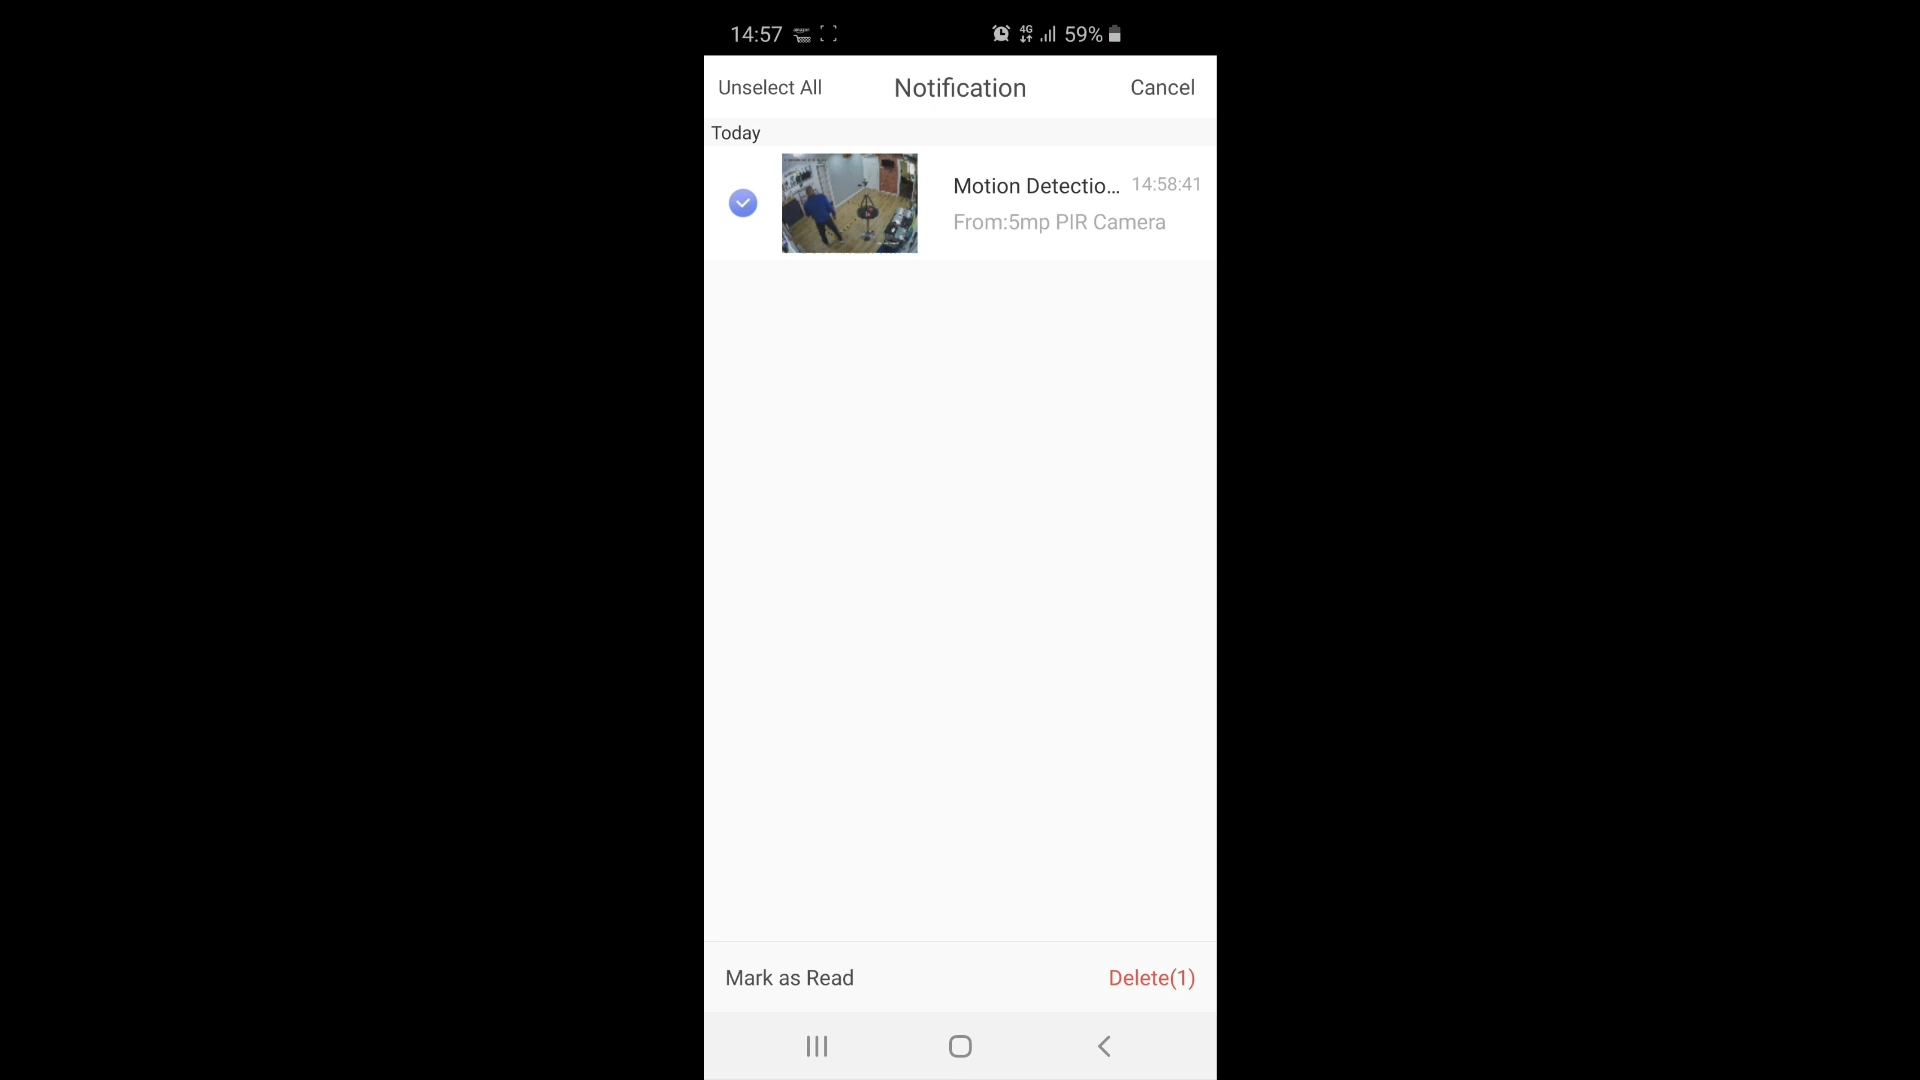 14:57 4G 59%
Unselect All Notification Cancel
Today
Motion Detectio... 14:58:41
From:5mp PIR Camera
Mark as Read Delete(1)